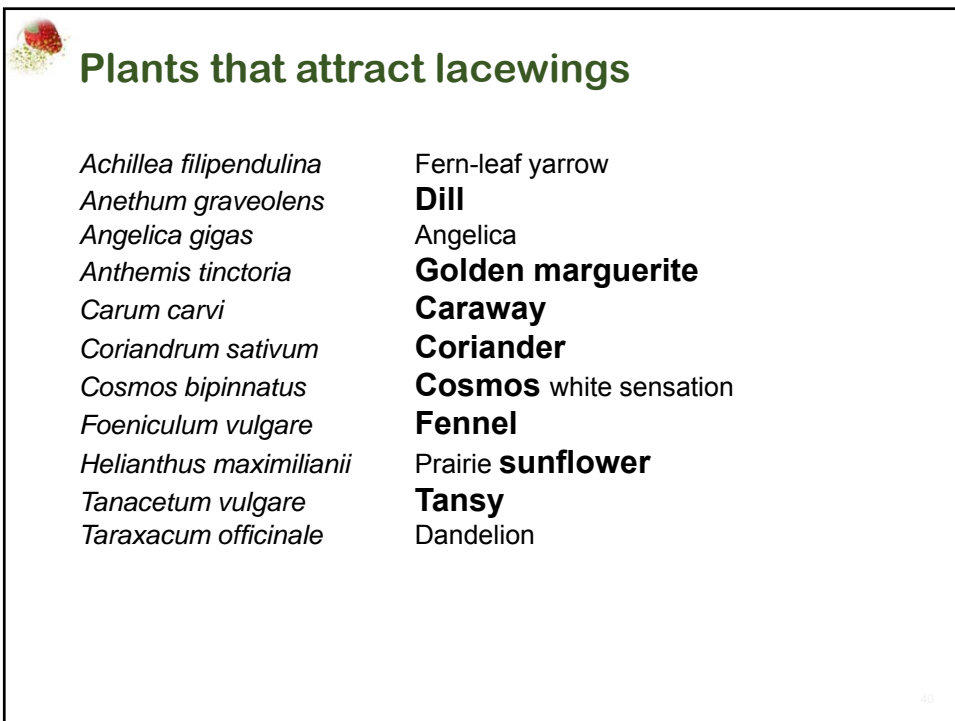 Plants that attract lacewings
Achillea filipendulina Fern-leaf yarrow
Anethum graveolens Dill
Angelica gigas Angelica
Anthemis tinctoria Golden marguerite
Carum carvi Caraway
Coriandrum sativum Coriander
Cosmos bipinnatus Cosmos white sensation
Foeniculum vulgare Fennel
Helianthus maximilianii Prairie sunflower
Tanacetum vulgare Tansy
Taraxacum officinale Dandelion
40